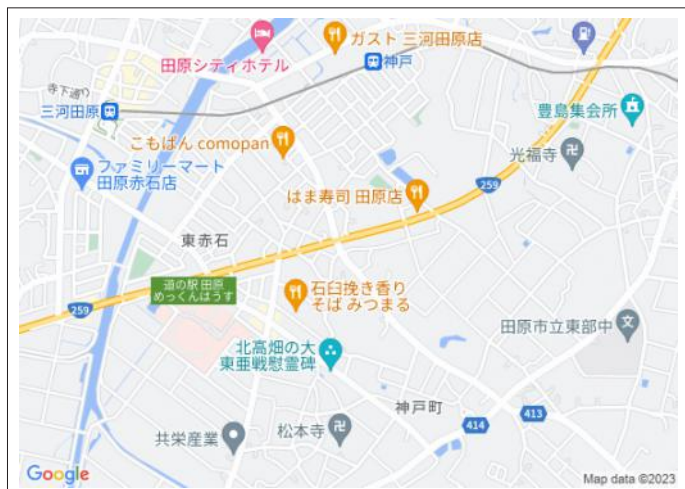 ガスト 三河田原店
田原シティホテル
神戸
寺下通り
三河田原
豊島集会所
こもぱん comopan
光福寺
ファミリーマート
田原赤石店
259
はま寿司 田原店
東赤石
道の駅 田原
めっくんはうす
石臼挽き香り
そば みつまる
259
田原市立東部中
北高畑の大
東亜戦慰霊碑
神戸町
413
414
共栄産業
松本寺
Google
Map data ©2023